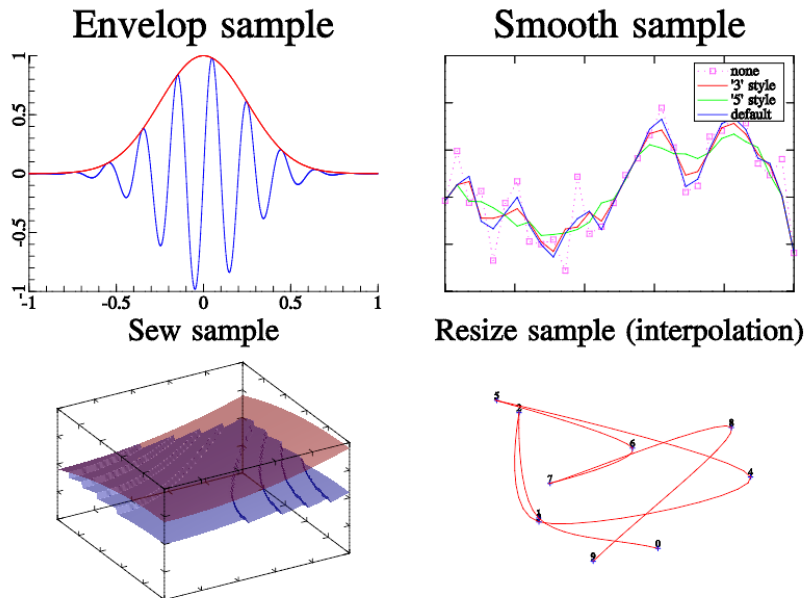 Envelop sample
Smooth sample
1
0.5
0
-0.5
-1
-1 -0.5 0 0.5 1
none
'3' style
'5' style
default
Sew sample
Resize sample (interpolation)
5
2
8
6
7
4
1
0
9